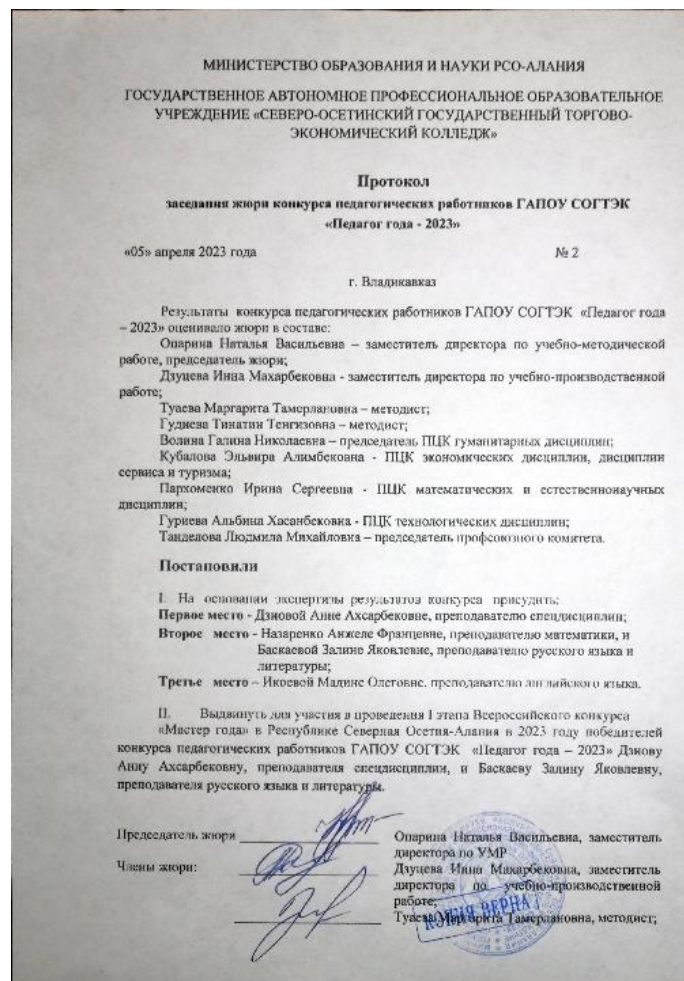 МИНИСТЕРСТВО ОБРАЗОВАНИЯ И НАУКИ РСО-АЛАНИЯ
ГОСУДАРСТВЕННОЕ АВТОНОМНОЕ ПРОФЕССИОНАЛЬНОЕ ОБРАЗОВАТЕЛЬНОЕ
УЧРЕЖДЕНИЕ «СЕВЕРО-ОСЕТИНСКИЙ ГОСУДАРСТВЕННЫЙ ТОРГОВО-
ЭКОНОМИЧЕСКИЙ КОЛЛЕДЖ»
Протокол
заседания жюри конкурса педагогических работников ГАПОУ СОГТЭК
«Педагог года - 2023»
«05» апреля 2023 года № 2
г. Владикавказ
Результаты конкурса педагогических работников ГАПОУ СОГТЭК «Педагог года
– 2023» оценивало жюри в составе:
Опарина Наталья Васильевна – заместитель директора по учебно-методической
работе, председатель жюри;
Дзуцева Инна Махарбековна - заместитель директора по учебно-производственной
работе;
Туаева Маргарита Тамерлановна – методист;
Гудиева Тинатин Тенгизовна – методист;
Волина Галина Николаевна – председатель ПЦК гуманитарных дисциплин;
Кубалова Эльвира Алимбековна - ПЦК экономических дисциплин, дисциплин
сервиса и туризма;
Пархоменко Ирина Сергеевна - ПЦК математических и естественнонаучных
дисциплин;
Гуриева Альбина Хасанбековна - ПЦК технологических дисциплин;
Танделова Людмила Михайловна – председатель профсоюзного комитета.
Постановили
I. На основании экспертизы результатов конкурса присудить:
Первое место - Дзиовой Анне Ахсарбековне, преподавателю спецдисциплин;
Второе место - Назаренко Анжеле Францевне, преподавателю математики, и
Баскаевой Залине Яковлевне, преподавателю русского языка и
литературы;
Третье место – Икоевой Мадине Олеговне, преподавателю английского языка.
II. Выдвинуть для участия в проведения I этапа Всероссийского конкурса
«Мастер года» в Республике Северная Осетия-Алания в 2023 году победителей
конкурса педагогических работников ГАПОУ СОГТЭК «Педагог года – 2023» Дзиову
Анну Ахсарбековну, преподавателя спецдисциплин, и Баскаеву Залину Яковлевну,
преподавателя русского языка и литературы.
Председатель жюри Опарина Наталья Васильевна, заместитель
директора по УМР
Члены жюри: Дзуцева Инна Махарбековна, заместитель
директора по учебно-производственной
работе;
Туаева Маргарита Тамерлановна, методист;
КОПИЯ ВЕРНА